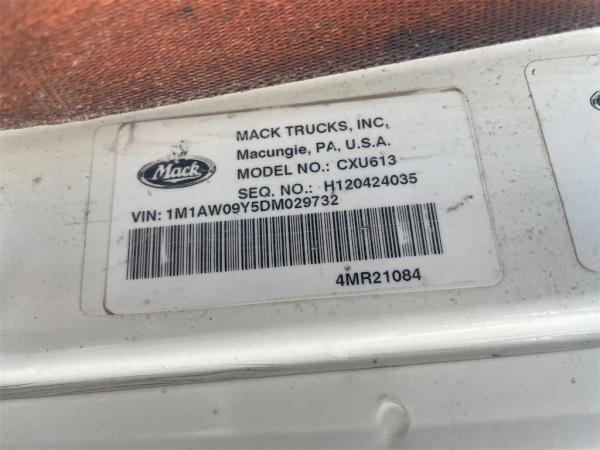 MACK TRUCKS, INC,
Macungie, PA, U.S.A.
Mack
MODEL NO.: CXU613
SEQ. NO.: H120424035
VIN: 1M1AW09Y5DM029732
4MR21084